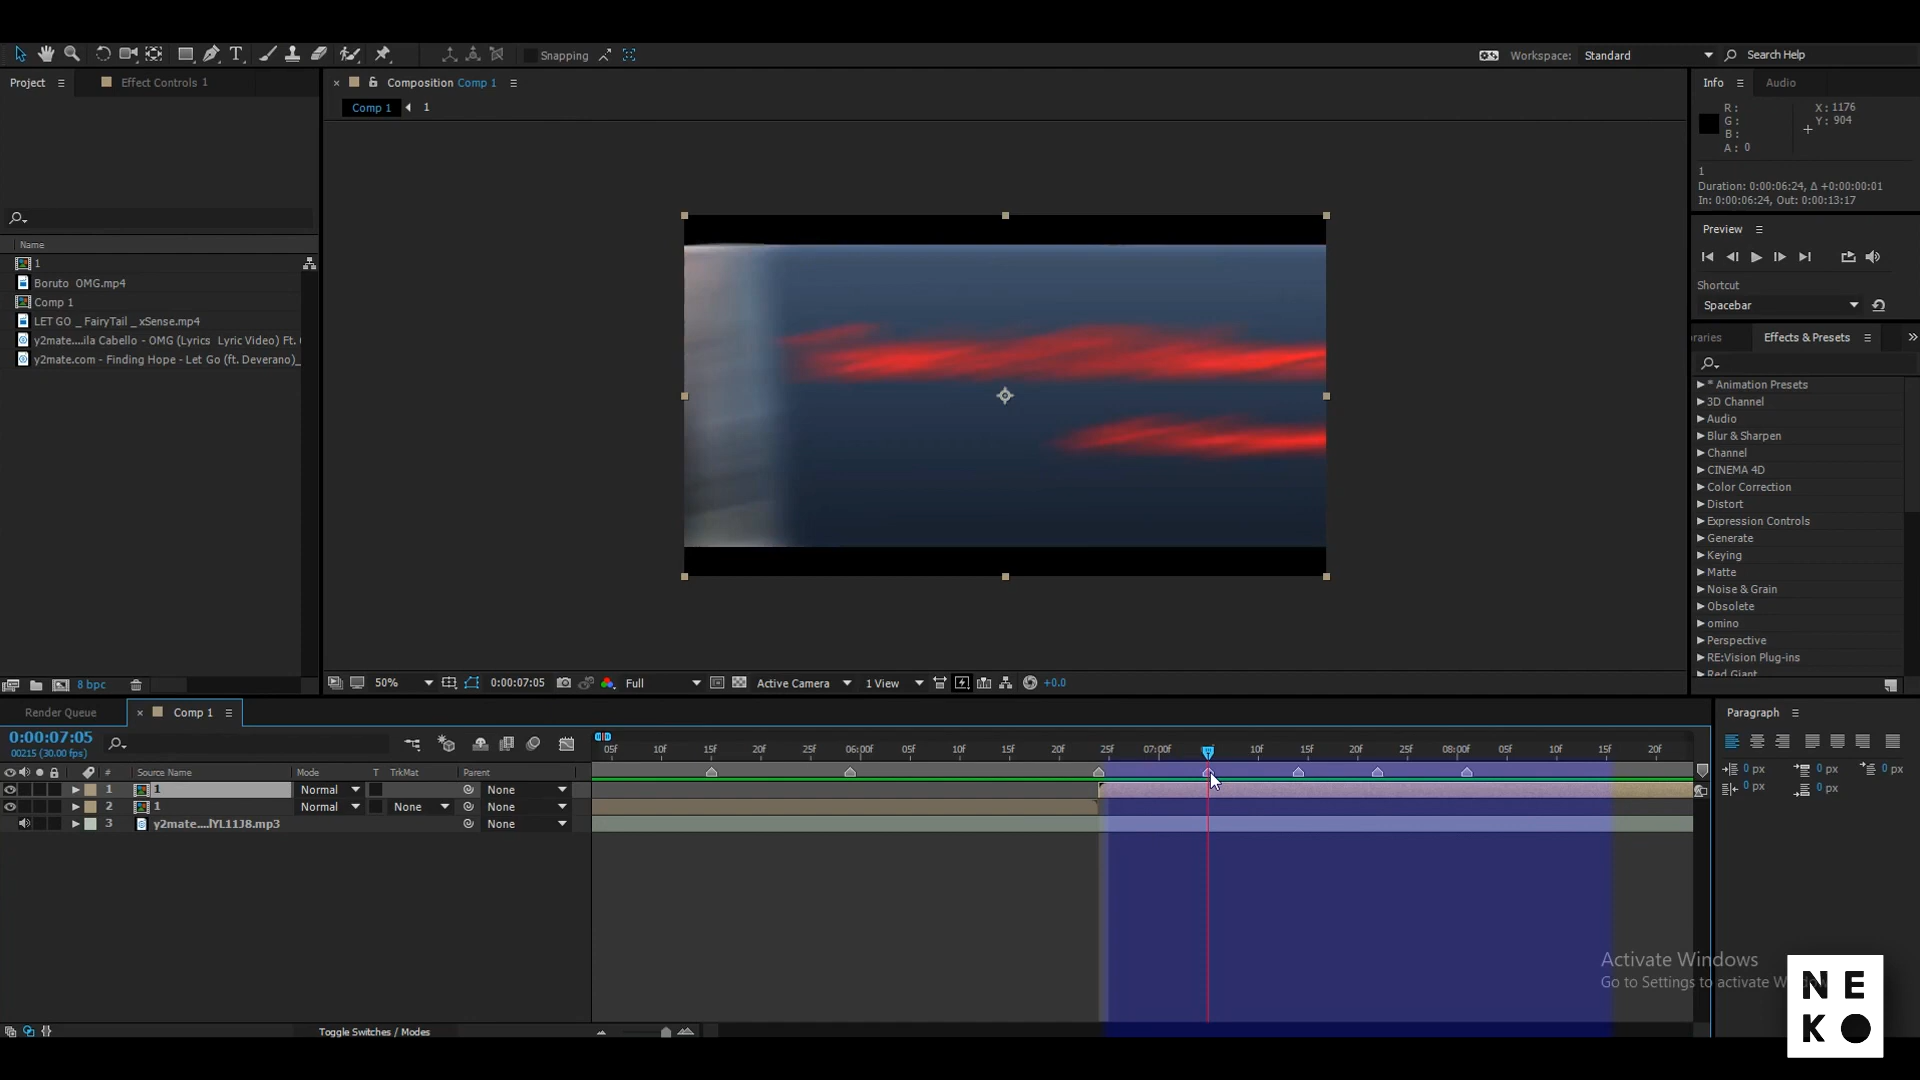 Snapping
Workspace: Standard
Search Help
Project
Effect Controls 1
Composition Comp 1
Info
Audio
Comp 1
1
R :
G :
B :
A : 0
X : 1176
Y : 904
1
Duration: 0:00:06:24, Δ +0:00:00:01
In: 0:00:06:24, Out: 0:00:13:17
Preview
Shortcut
Spacebar
Name
1
Boruto OMG.mp4
Comp 1
LET GO _ FairyTail _ xSense.mp4
y2mate....ila Cabello - OMG (Lyrics Lyric Video) Ft.
y2mate.com - Finding Hope - Let Go (ft. Deverano)_
raries
Effects & Presets
* Animation Presets
3D Channel
Audio
Blur & Sharpen
Channel
CINEMA 4D
Color Correction
Distort
Expression Controls
Generate
Keying
Matte
Noise & Grain
Obsolete
omino
Perspective
RE:Vision Plug-ins
Red Giant
8 bpc
50%
0:00:07:05
Full
Active Camera
1 View
+0.0
Render Queue
Comp 1
Paragraph
0:00:07:05
00215 (30.00 fps)
05f 10f 15f 20f 25f 06:00f 05f 10f 15f 20f 25f 07:00f 10f 15f 20f 25f 08:00f 05f 10f 15f 20f
# Source Name Mode T TrkMat Parent
1 1 Normal None
2 1 Normal None None
3 y2mate....lYL11J8.mp3 None
0 px 0 px 0 px
0 px 0 px
Toggle Switches / Modes
Activate Windows
Go to Settings to activate W
N E
K